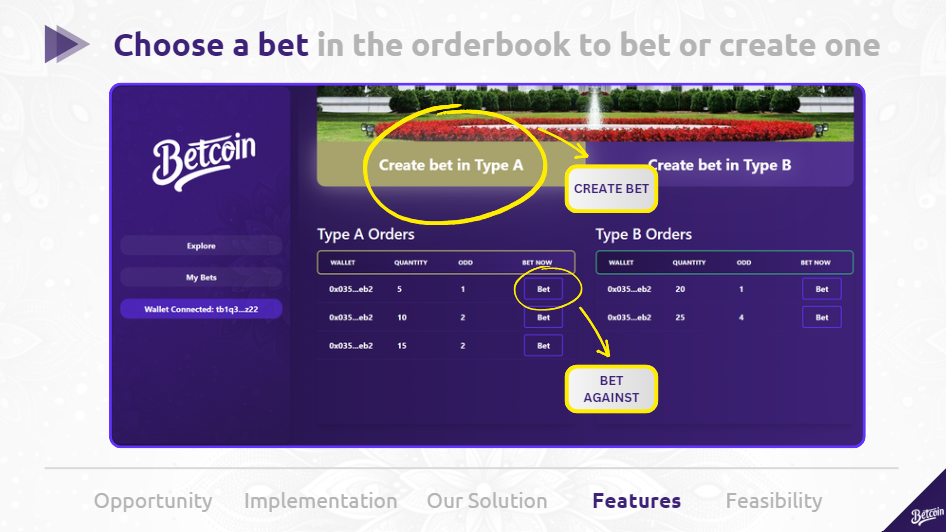 Choose a bet in the orderbook to bet or create one
Betcoin
Create bet in Type A
Create bet in Type B
CREATE BET
Explore
My Bets
Wallet Connected: tb1q3...z22
Type A Orders
WALLET QUANTITY ODD BET NOW
0x035...eb2 5 1 Bet
0x035...eb2 10 2 Bet
0x035...eb2 15 2 Bet
Type B Orders
WALLET QUANTITY ODD BET NOW
0x035...eb2 20 1 Bet
0x035...eb2 25 4 Bet
BET
AGAINST
Opportunity Implementation Our Solution Features Feasibility
Betcoin